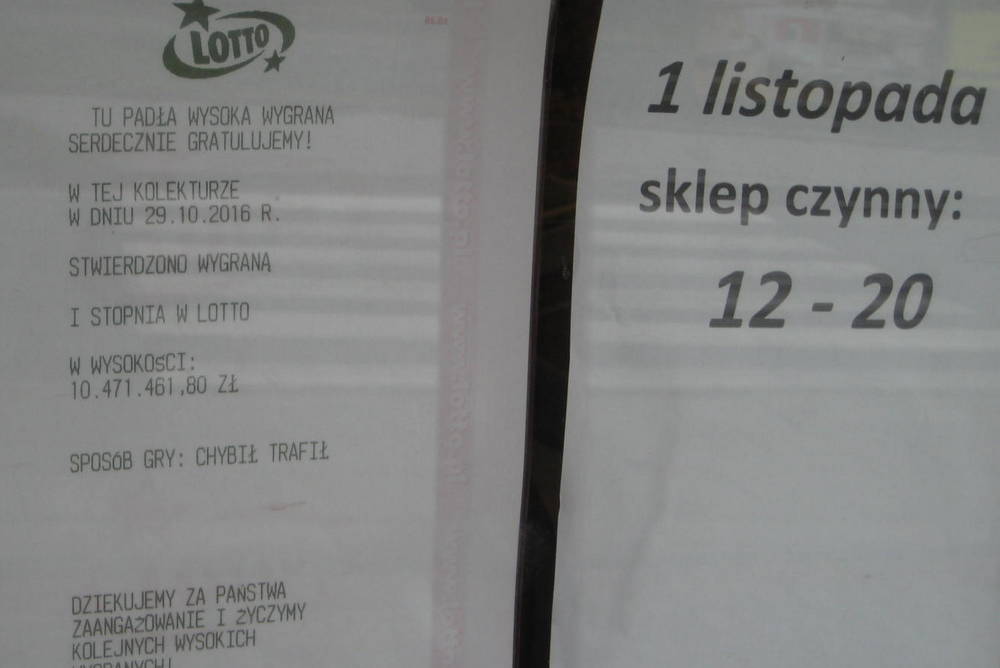 LOTTO
TU PADŁA WYSOKA WYGRANA
SERDECZNIE GRATULUJEMY!
W TEJ KOLEKTURZE
W DNIU 29.10.2016 R.
STWIERDZONO WYGRANĄ
I STOPNIA W LOTTO
W WYSOKOŚCI:
10.471.461,80 ZŁ
SPOSÓB GRY: CHYBIŁ TRAFIŁ
DZIEKUJEMY ZA PAŃSTWA
ZAANGAŻOWANIE I ŻYCZYMY
KOLEJNYCH WYSOKICH
WYGRANYCH!
1 listopada
sklep czynny:
12 - 20